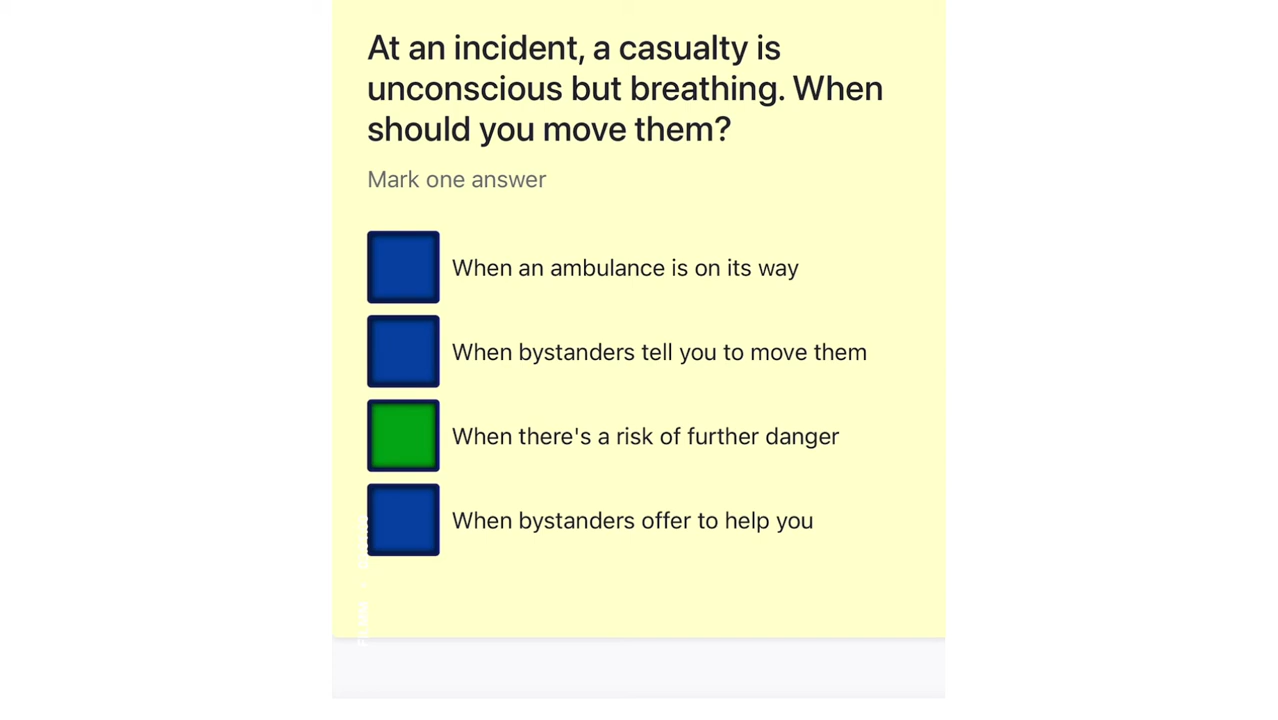 At an incident, a casualty is
unconscious but breathing. When
should you move them?
Mark one answer
When an ambulance is on its way
When bystanders tell you to move them
When there's a risk of further danger
When bystanders offer to help you